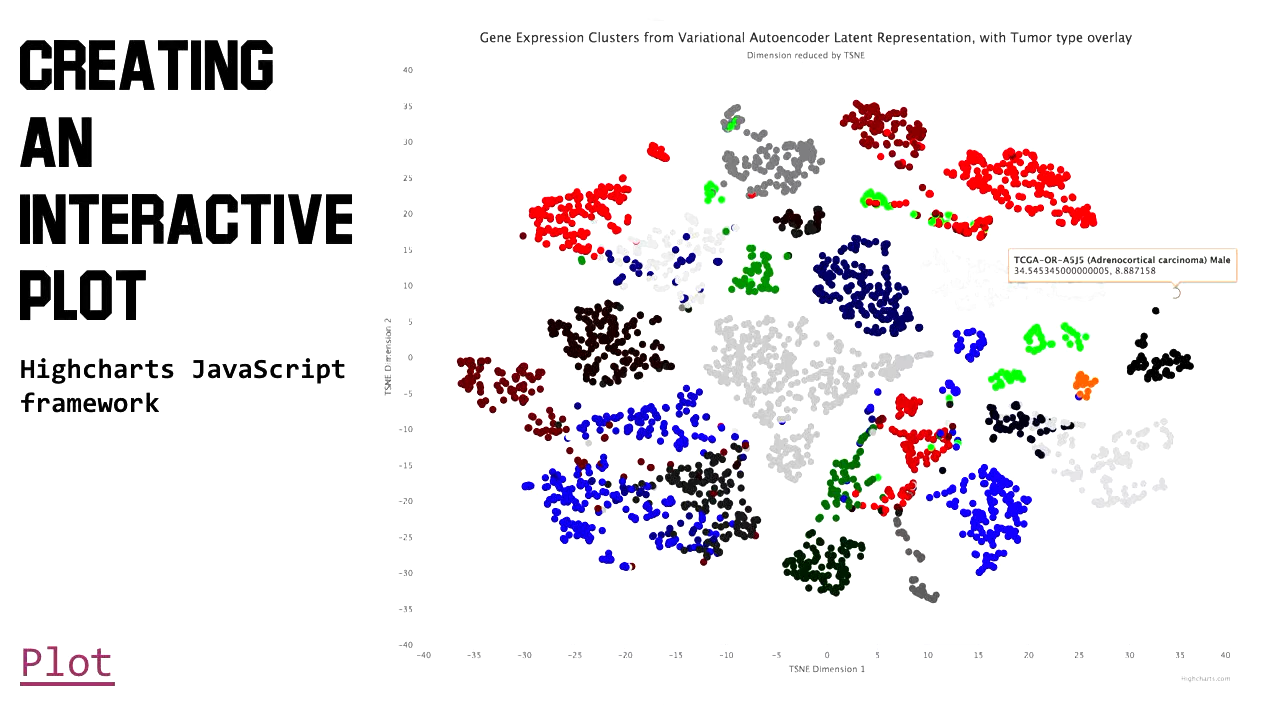 CREATING
AN
INTERACTIVE
PLOT
Highcharts JavaScript
framework
Plot
Gene Expression Clusters from Variational Autoencoder Latent Representation, with Tumor type overlay
Dimension reduced by TSNE
40
35
30
25
20
15
10
5
0
-5
-10
-15
-20
-25
-30
-35
-40
TSNE Dimension 2
TCGA-OR-A5J5 (Adrenocortical carcinoma) Male
34.545345000000005, 8.887158
-40 -35 -30 -25 -20 -15 -10 -5 0 5 10 15 20 25 30 35 40
TSNE Dimension 1
Highcharts.com